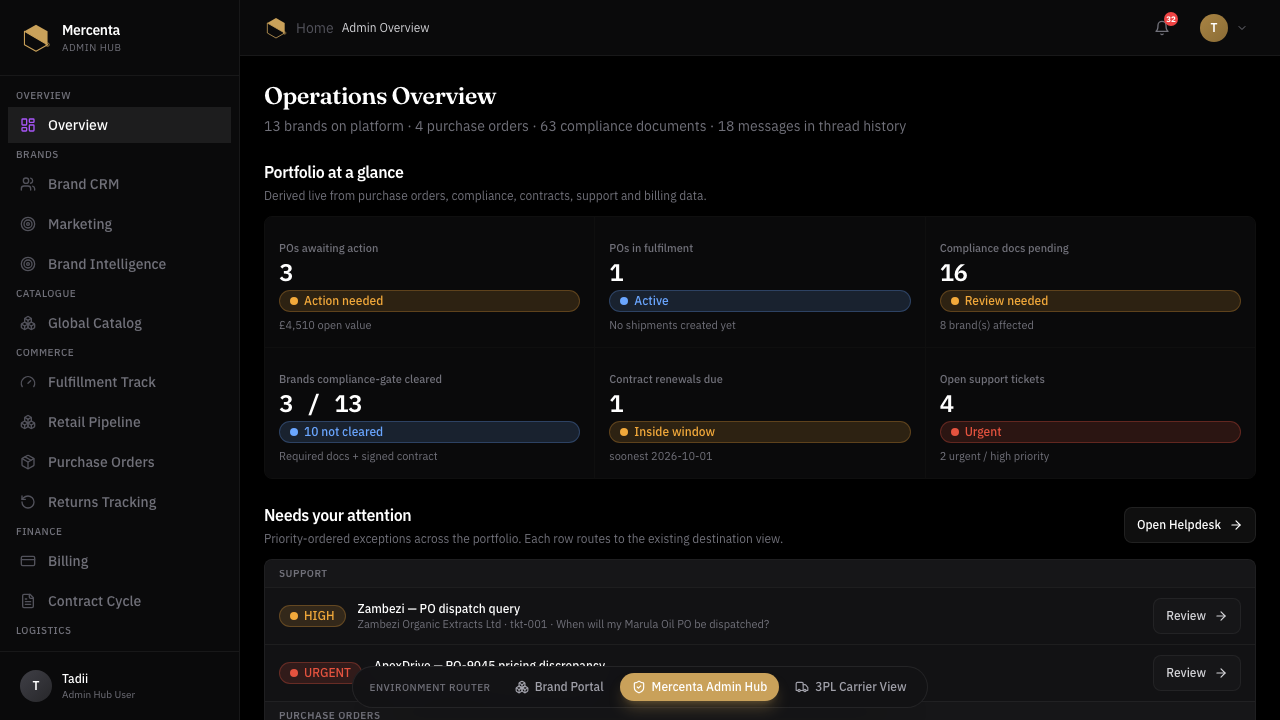 Mercenta
ADMIN HUB
OVERVIEW
Overview
BRANDS
Brand CRM
Marketing
Brand Intelligence
CATALOGUE
Global Catalog
COMMERCE
Fulfillment Track
Retail Pipeline
Purchase Orders
Returns Tracking
FINANCE
Billing
Contract Cycle
LOGISTICS
T
Tadii
Admin Hub User
Home Admin Overview
32
T
Operations Overview
13 brands on platform · 4 purchase orders · 63 compliance documents · 18 messages in thread history
Portfolio at a glance
Derived live from purchase orders, compliance, contracts, support and billing data.
POs awaiting action
3
Action needed
£4,510 open value
POs in fulfilment
1
Active
No shipments created yet
Compliance docs pending
16
Review needed
8 brand(s) affected
Brands compliance-gate cleared
3 / 13
10 not cleared
Required docs + signed contract
Contract renewals due
1
Inside window
soonest 2026-10-01
Open support tickets
4
Urgent
2 urgent / high priority
Needs your attention
Priority-ordered exceptions across the portfolio. Each row routes to the existing destination view.
Open Helpdesk
SUPPORT
HIGH
Zambezi — PO dispatch query
Zambezi Organic Extracts Ltd · tkt-001 · When will my Marula Oil PO be dispatched?
Review
URGENT
ApexDrive — PO-9045 pricing discrepancy
Review
ENVIRONMENT ROUTER
Brand Portal
Mercenta Admin Hub
3PL Carrier View
PURCHASE ORDERS